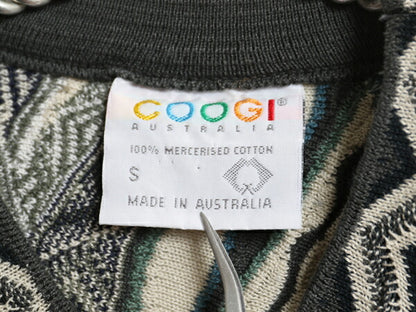 COOGI®
AUSTRALIA
100% MERCERISED COTTON
S
MADE IN AUSTRALIA